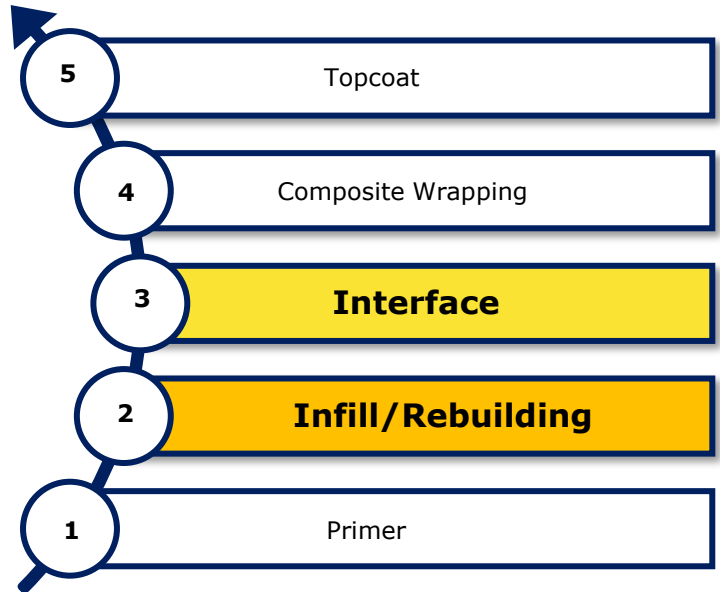 5
Topcoat
4
Composite Wrapping
3
Interface
2
Infill/Rebuilding
1
Primer